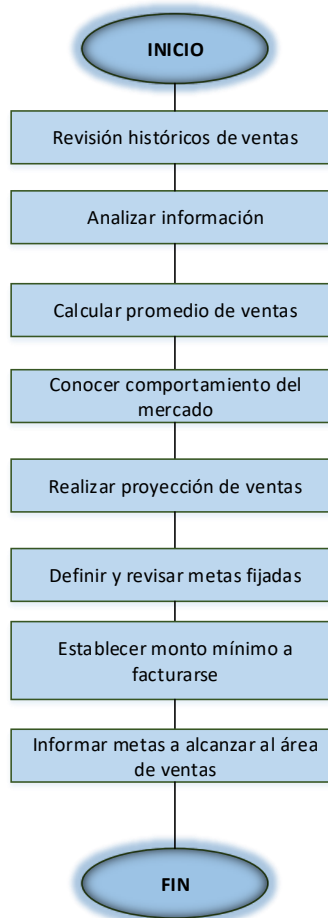 INICIO
Revisión históricos de ventas
Analizar información
Calcular promedio de ventas
Conocer comportamiento del
mercado
Realizar proyección de ventas
Definir y revisar metas fijadas
Establecer monto mínimo a
facturarse
Informar metas a alcanzar al área
de ventas
FIN